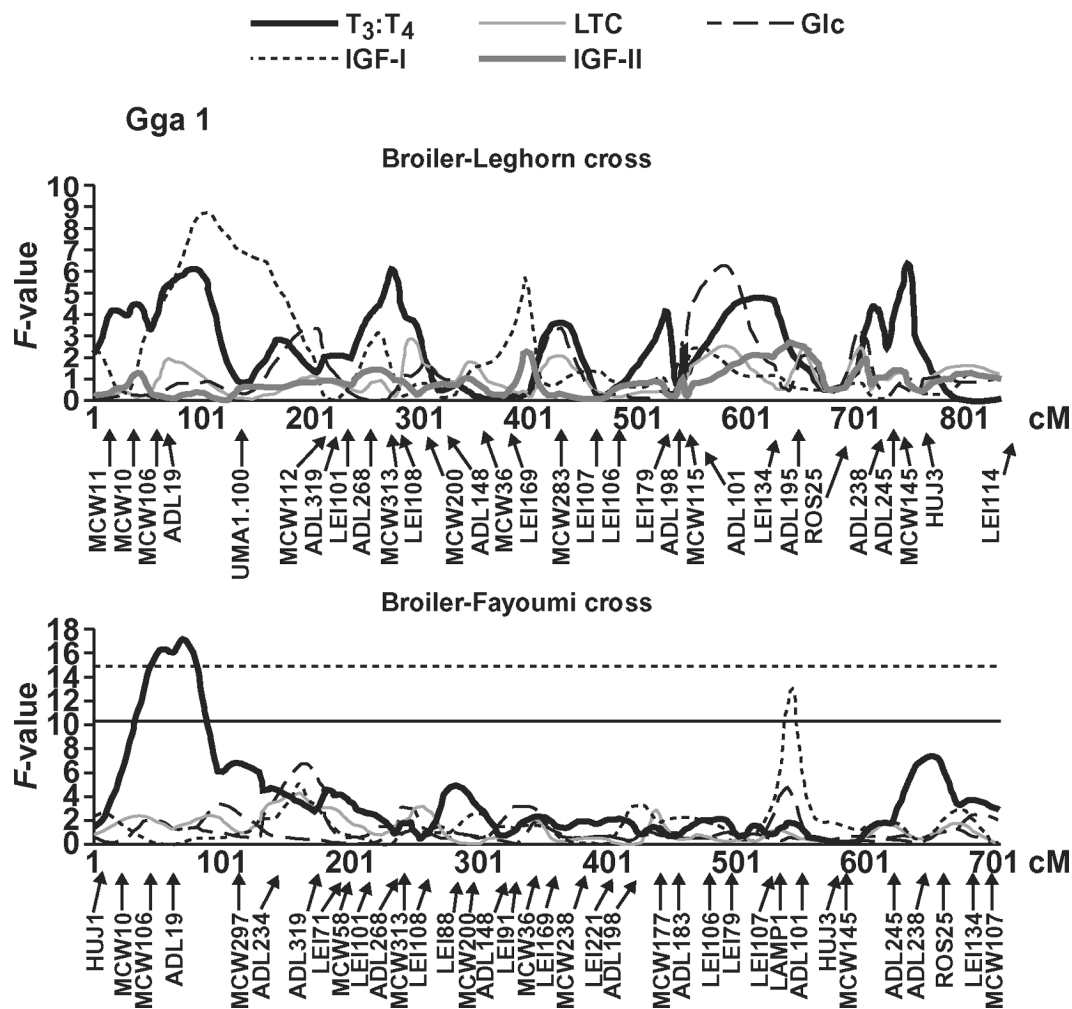 T3:T4 LTC Glc
IGF-I IGF-II
Gga 1
Broiler-Leghorn cross
F-value
10
9
8
7
6
5
4
3
2
1
0
1 101 201 301 401 501 601 701 801 cM
MCW11 MCW10 MCW106 ADL19 UMA1.100 MCW112 ADL319 LEI101 ADL268 MCW313 LEI108 MCW200 ADL148 MCW36 LEI169 MCW283 LEI107 LEI106 LEI179 ADL198 MCW115 ADL101 LEI134 ADL195 ROS25 ADL238 ADL245 MCW145 HUJ3 LEI114
Broiler-Fayoumi cross
F-value
18
16
14
12
10
8
6
4
2
0
1 101 201 301 401 501 601 701 cM
HUJ1 MCW10 MCW106 ADL19 MCW297 ADL234 ADL319 LEI71 MCW58 LEI101 ADL268 MCW313 LEI108 LEI88 MCW200 ADL148 LEI91 MCW36 LEI169 MCW238 LEI221 ADL198 MCW177 ADL183 LEI106 LEI79 LEI107 LAMP1 ADL101 HUJ3 MCW145 ADL245 ADL238 ROS25 LEI134 MCW107